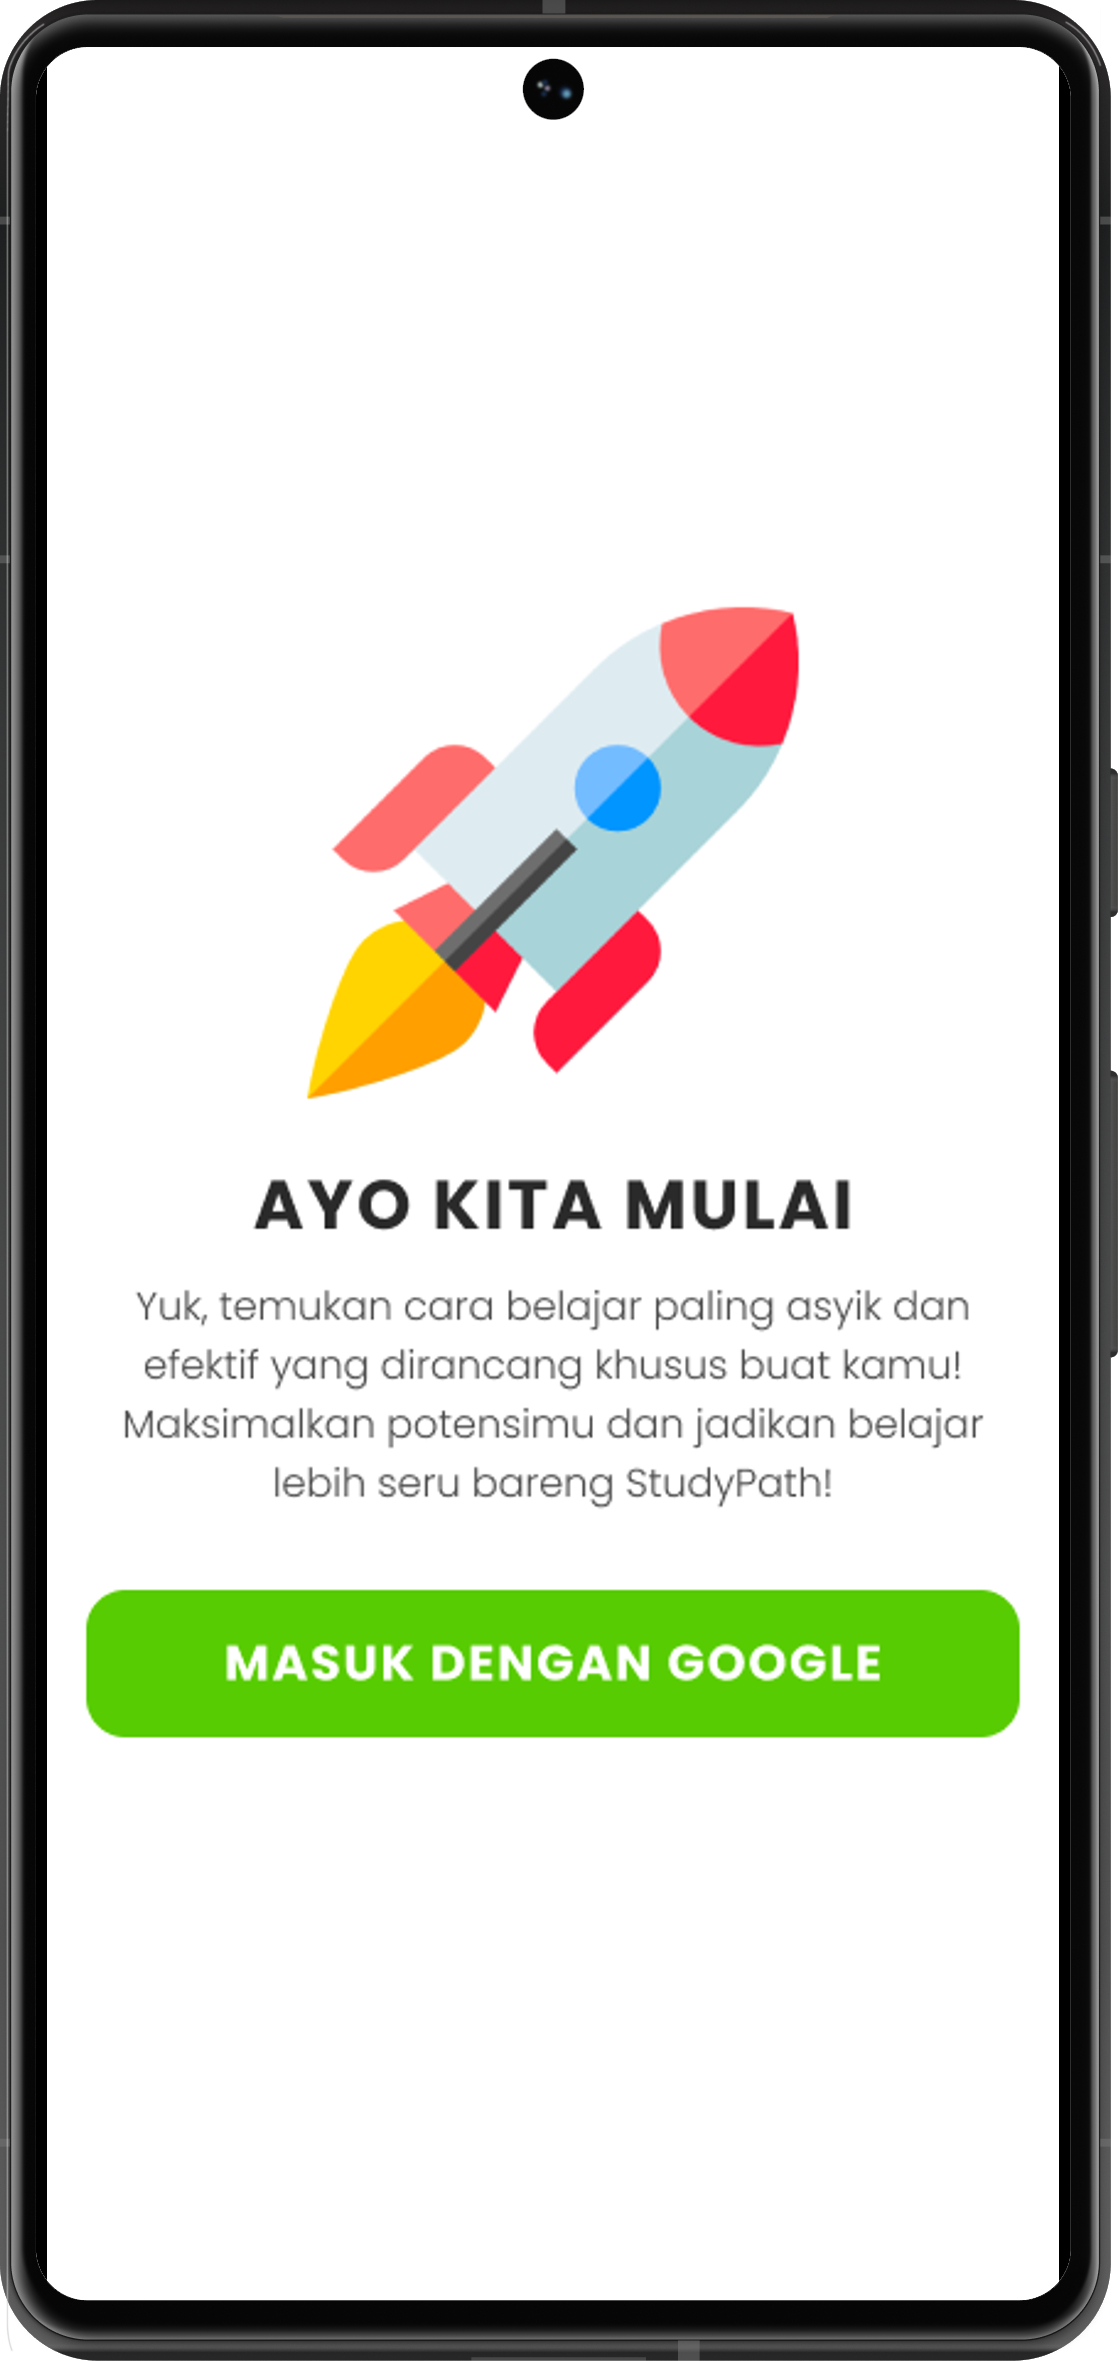 AYO KITA MULAI
Yuk, temukan cara belajar paling asyik dan
efektif yang dirancang khusus buat kamu!
Maksimalkan potensimu dan jadikan belajar
lebih seru bareng StudyPath!
MASUK DENGAN GOOGLE